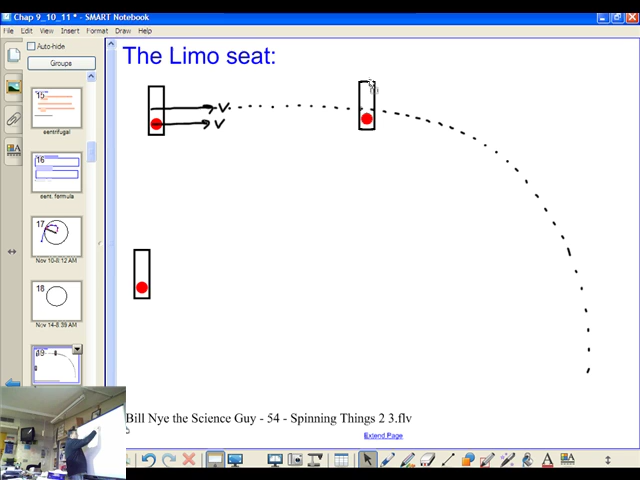 Chap 9_10_11 * - SMART Notebook
File Edit View Insert Format Draw Help
Auto-hide
Groups
15
sentrifugal
16
cent. formula
17
Nov 10-8:12 AM
18
Nov 14-8:39 AM
19
The Limo seat:
v
v
Bill Nye the Science Guy - 54 - Spinning Things 2 3.flv
Extend Page
A